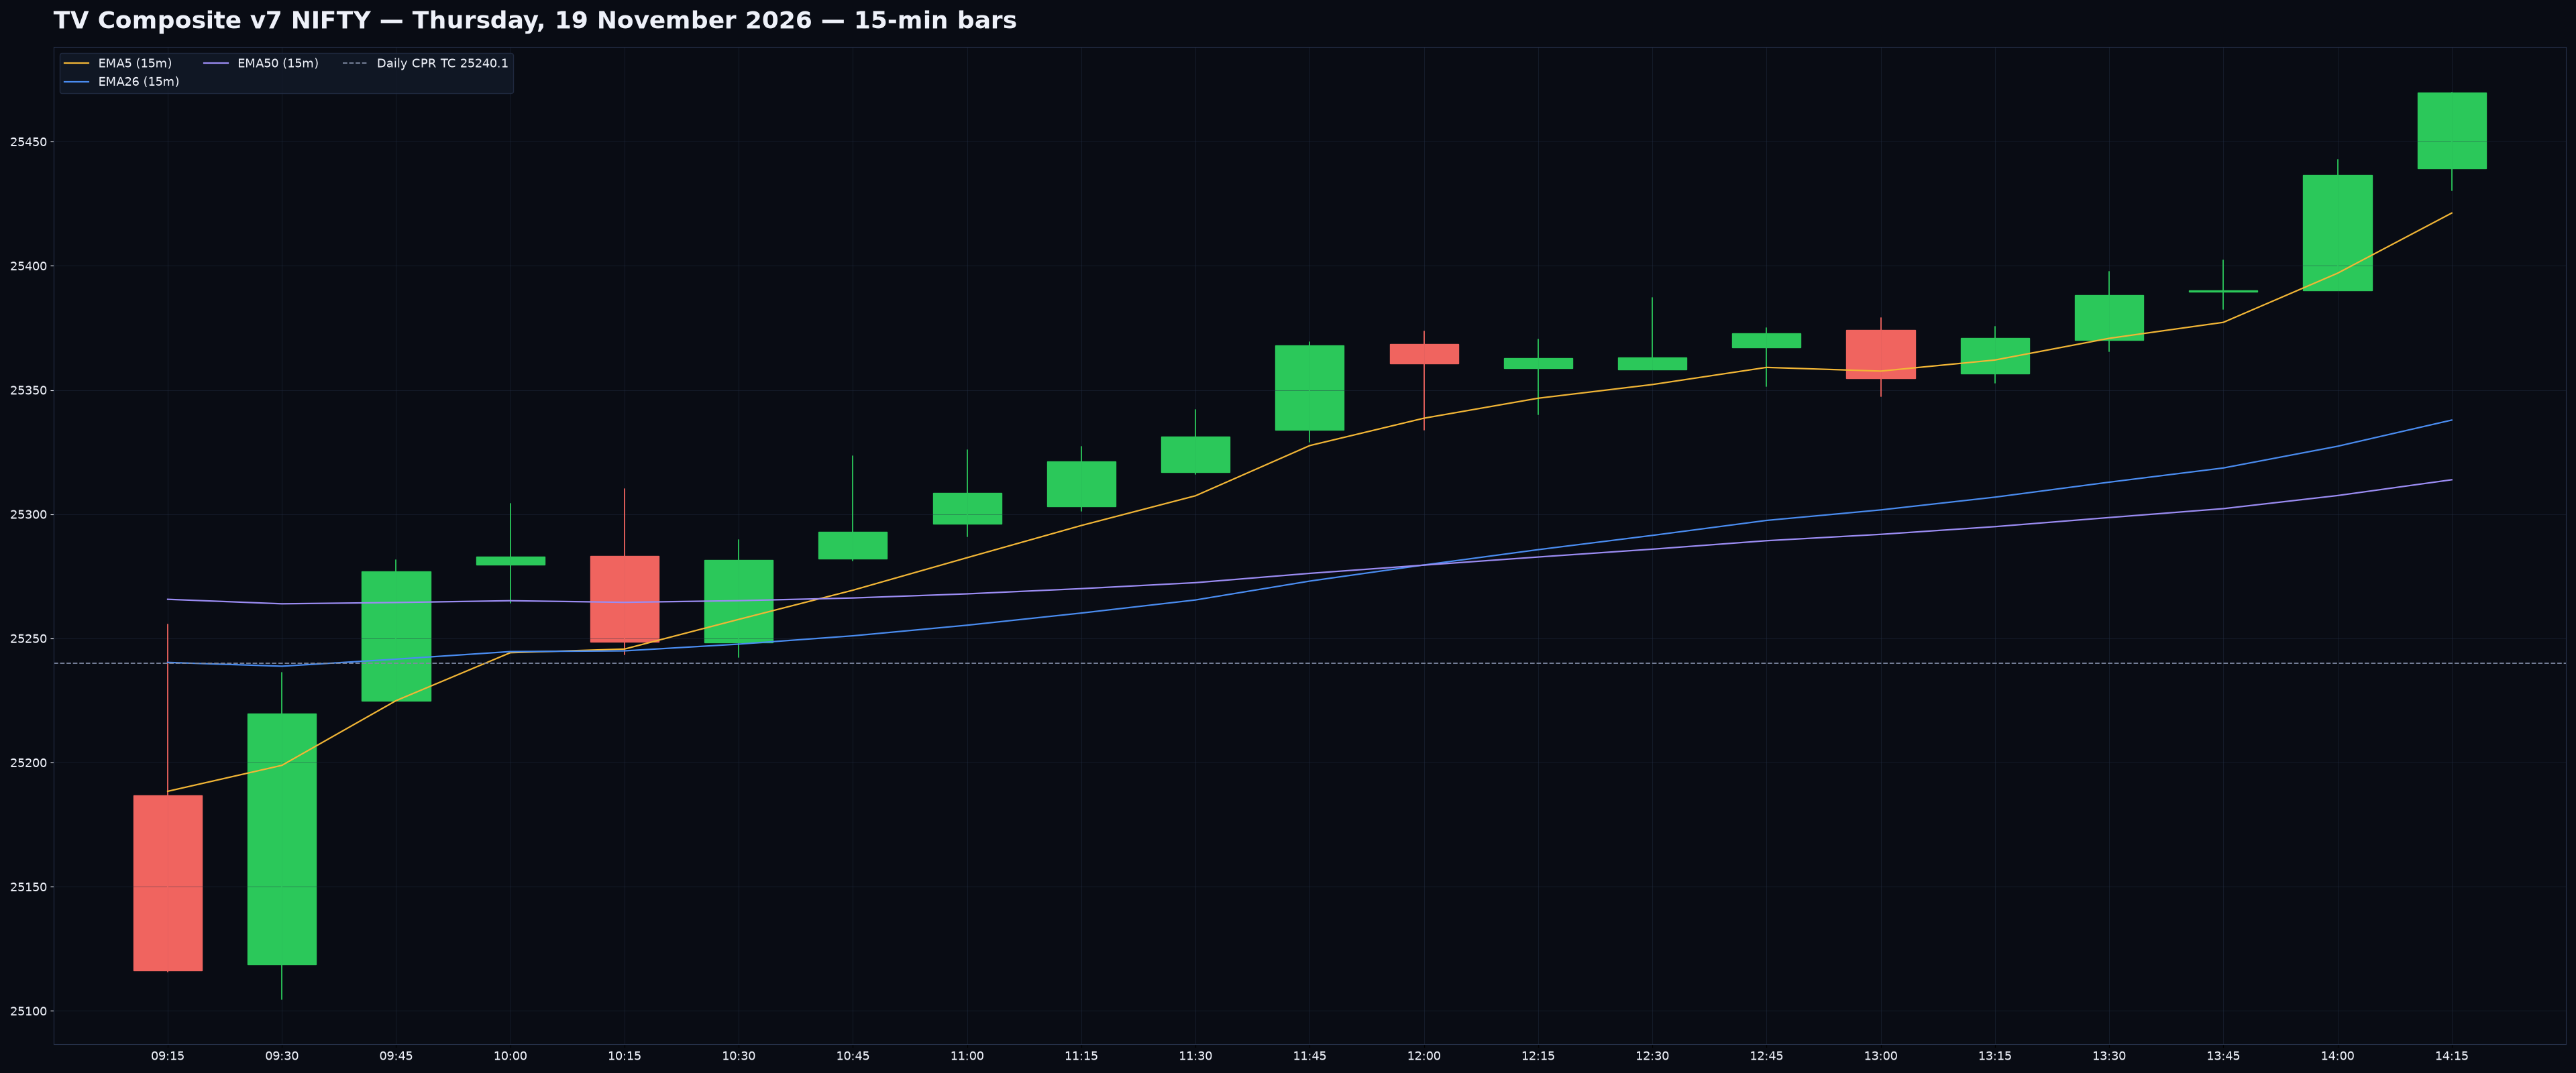 TV Composite v7 NIFTY — Thursday, 19 November 2026 — 15-min bars
EMA5 (15m) EMA50 (15m) Daily CPR TC 25240.1
EMA26 (15m)
25450
25400
25350
25300
25250
25200
25150
25100
09:15 09:30 09:45 10:00 10:15 10:30 10:45 11:00 11:15 11:30 11:45 12:00 12:15 12:30 12:45 13:00 13:15 13:30 13:45 14:00 14:15